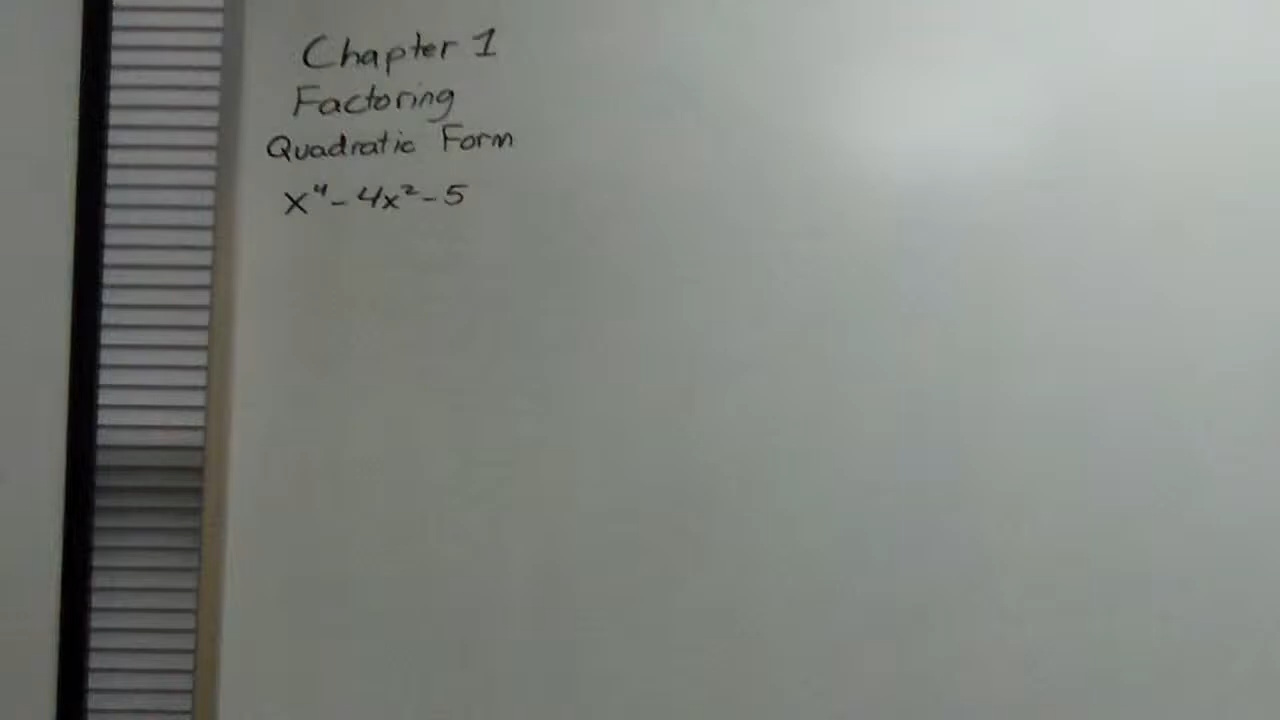 Chapter 1
Factoring
Quadratic Form
x⁴ - 4x² - 5